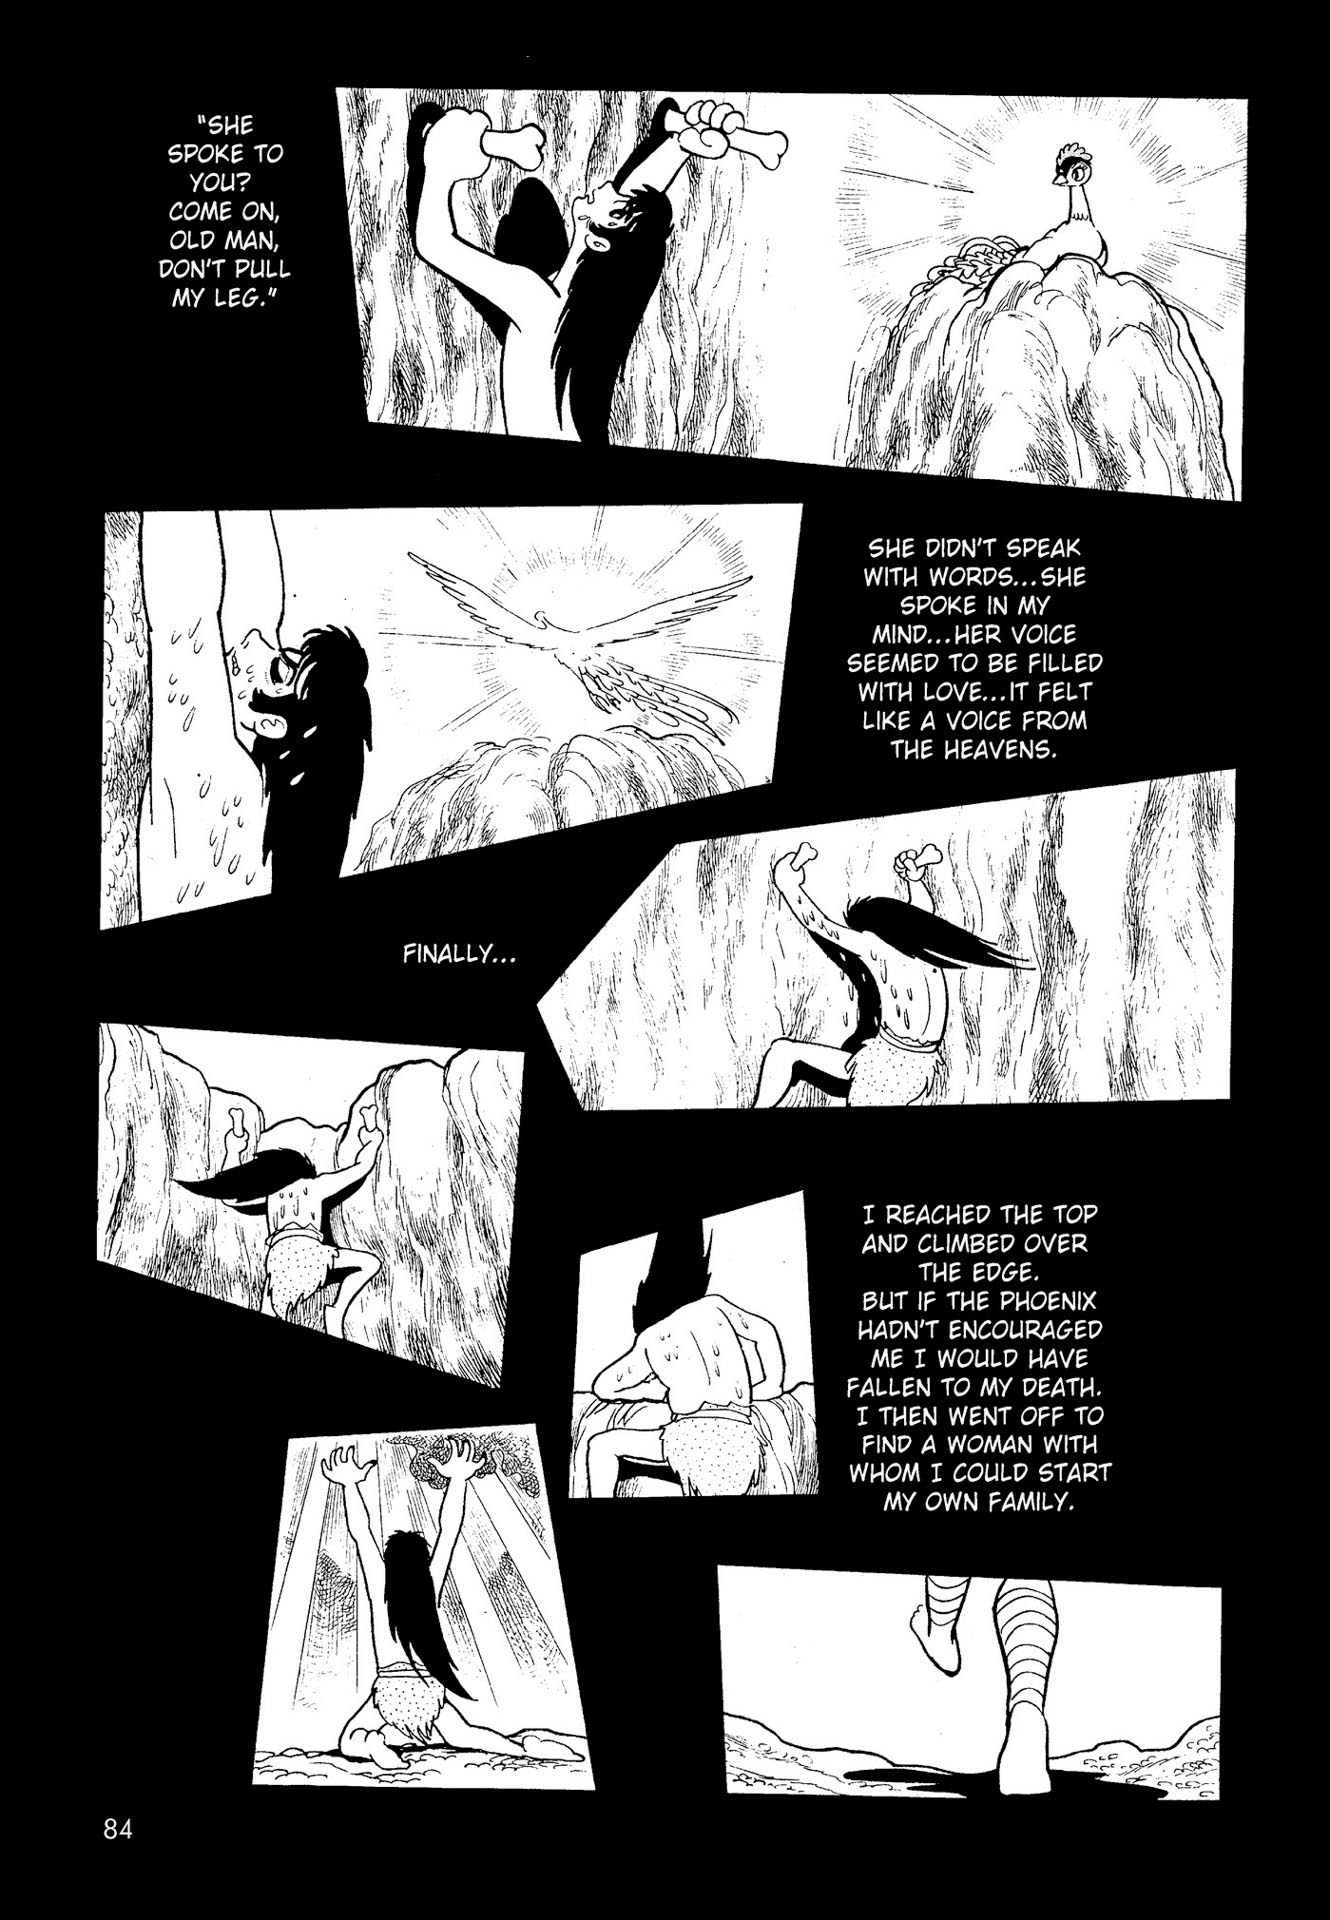 "SHE
SPOKE TO
YOU?
COME ON,
OLD MAN,
DON'T PULL
MY LEG."
SHE DIDN'T SPEAK
WITH WORDS...SHE
SPOKE IN MY
MIND...HER VOICE
SEEMED TO BE FILLED
WITH LOVE...IT FELT
LIKE A VOICE FROM
THE HEAVENS.
FINALLY...
I REACHED THE TOP
AND CLIMBED OVER
THE EDGE.
BUT IF THE PHOENIX
HADN'T ENCOURAGED
ME I WOULD HAVE
FALLEN TO MY DEATH.
I THEN WENT OFF TO
FIND A WOMAN WITH
WHOM I COULD START
MY OWN FAMILY.
84